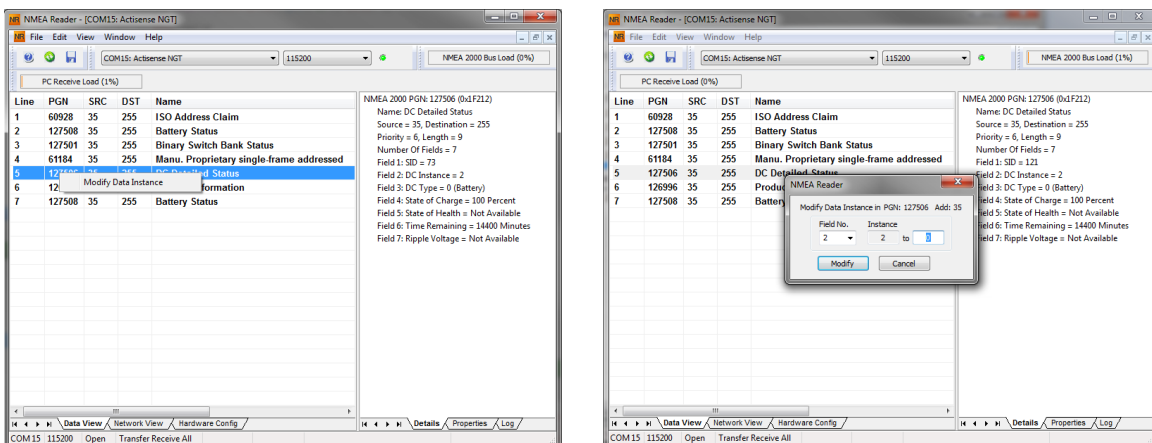 NMEA Reader - [COM15: Actisense NGT]
File Edit View Window Help
COM15: Actisense NGT 115200 NMEA 2000 Bus Load (0%)
PC Receive Load (1%)
Line PGN SRC DST Name
1 60928 35 255 ISO Address Claim
2 127508 35 255 Battery Status
3 127501 35 255 Binary Switch Bank Status
4 61184 35 255 Manu. Proprietary single-frame addressed
5 127506 35 255 DC Detailed Status
Modify Data Instance
6 formation
7 127508 35 255 Battery Status
NMEA 2000 PGN: 127506 (0x1F212)
Name: DC Detailed Status
Source = 35, Destination = 255
Priority = 6, Length = 9
Number Of Fields = 7
Field 1: SID = 73
Field 2: DC Instance = 2
Field 3: DC Type = 0 (Battery)
Field 4: State of Charge = 100 Percent
Field 5: State of Health = Not Available
Field 6: Time Remaining = 14400 Minutes
Field 7: Ripple Voltage = Not Available
Data View Network View Hardware Config
Details Properties Log
COM15 115200 Open Transfer Receive All
NMEA Reader - [COM15: Actisense NGT]
File Edit View Window Help
COM15: Actisense NGT 115200 NMEA 2000 Bus Load (1%)
PC Receive Load (0%)
Line PGN SRC DST Name
1 60928 35 255 ISO Address Claim
2 127508 35 255 Battery Status
3 127501 35 255 Binary Switch Bank Status
4 61184 35 255 Manu. Proprietary single-frame addressed
5 127506 35 255 DC Detailed Status
6 126996 35 255 Produ
7 127508 35 255 Battery
NMEA Reader
Modify Data Instance in PGN: 127506 Add: 35
Field No. Instance
2 2 to 0
Modify Cancel
NMEA 2000 PGN: 127506 (0x1F212)
Name: DC Detailed Status
Source = 35, Destination = 255
Priority = 6, Length = 9
Number Of Fields = 7
Field 1: SID = 121
Field 2: DC Instance = 2
Field 3: DC Type = 0 (Battery)
Field 4: State of Charge = 100 Percent
Field 5: State of Health = Not Available
Field 6: Time Remaining = 14400 Minutes
Field 7: Ripple Voltage = Not Available
Data View Network View Hardware Config
Details Properties Log
COM15 115200 Open Transfer Receive All